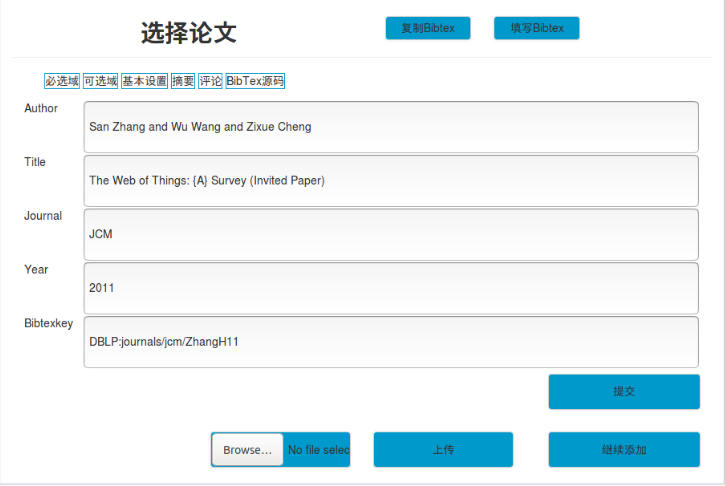 选择论文
复制Bibtex
填写Bibtex
必选域 可选域 基本设置 摘要 评论 BibTex源码
Author
San Zhang and Wu Wang and Zixue Cheng
Title
The Web of Things: {A} Survey (Invited Paper)
Journal
JCM
Year
2011
Bibtexkey
DBLP:journals/jcm/ZhangH11
提交
Browse... No file selec
上传
继续添加